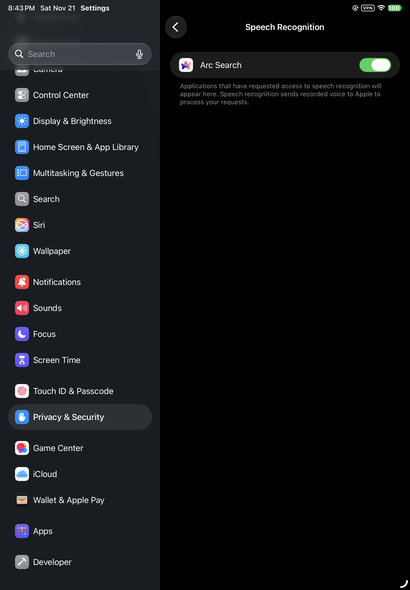 8:43 PM Sat Nov 21 Settings
VPN 100
Search
Camera
Control Center
Display & Brightness
Home Screen & App Library
Multitasking & Gestures
Search
Siri
Wallpaper
Notifications
Sounds
Focus
Screen Time
Touch ID & Passcode
Privacy & Security
Game Center
iCloud
Wallet & Apple Pay
Apps
Developer
Speech Recognition
Arc Search
Applications that have requested access to speech recognition will
appear here. Speech recognition sends recorded voice to Apple to
process your requests.